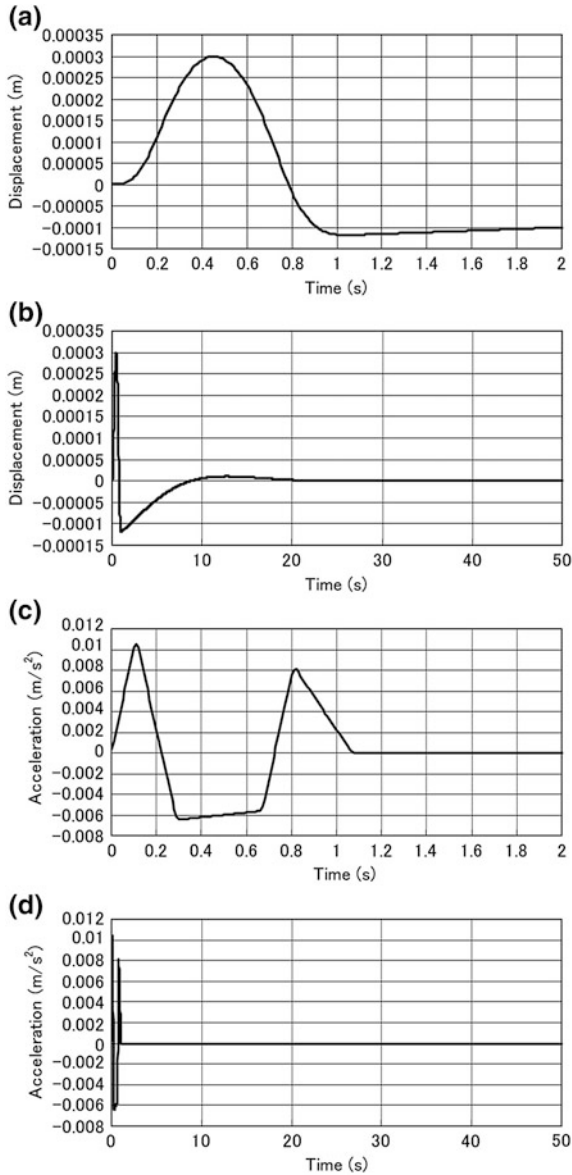 (a)
Displacement (m)
0.00035
0.0003
0.00025
0.0002
0.00015
0.0001
0.00005
0
-0.00005
-0.0001
-0.00015
0 0.2 0.4 0.6 0.8 1 1.2 1.4 1.6 1.8 2
Time (s)
(b)
Displacement (m)
0.00035
0.0003
0.00025
0.0002
0.00015
0.0001
0.00005
0
-0.00005
-0.0001
-0.00015
0 10 20 30 40 50
Time (s)
(c)
Acceleration (m/s²)
0.012
0.01
0.008
0.006
0.004
0.002
0
-0.002
-0.004
-0.006
-0.008
0 0.2 0.4 0.6 0.8 1 1.2 1.4 1.6 1.8 2
Time (s)
(d)
Acceleration (m/s²)
0.012
0.01
0.008
0.006
0.004
0.002
0
-0.002
-0.004
-0.006
-0.008
0 10 20 30 40 50
Time (s)